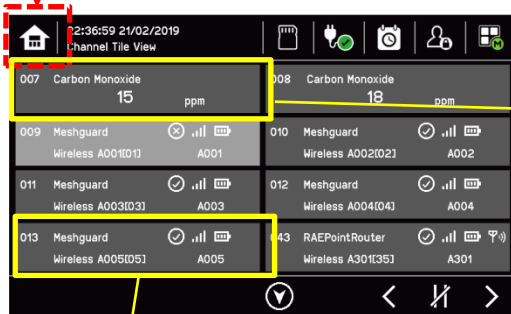 22:36:59 21/02/2019
Channel Tile View
007 Carbon Monoxide
15 ppm
008 Carbon Monoxide
18 ppm
009 Meshguard
Wireless A001[01] A001
010 Meshguard
Wireless A002[02] A002
011 Meshguard
Wireless A003[03] A003
012 Meshguard
Wireless A004[04] A004
013 Meshguard
Wireless A005[05] A005
043 RAEPointRouter
Wireless A301[35] A301